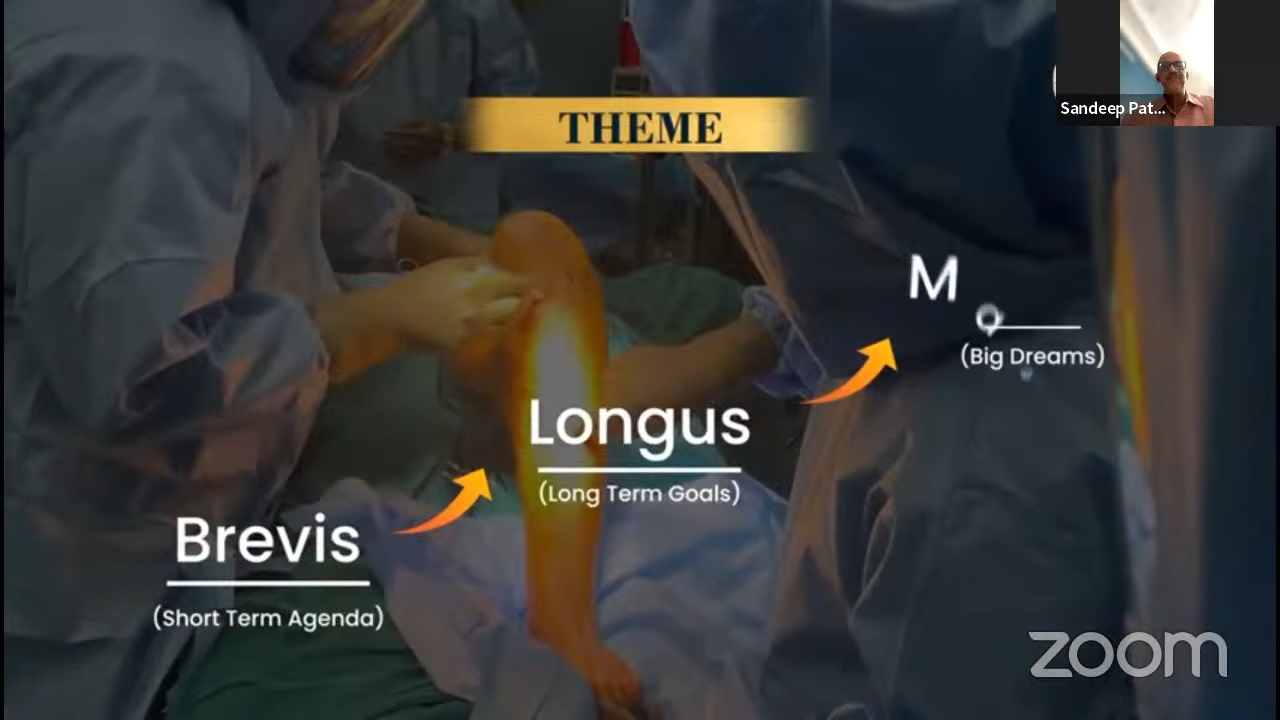 Sandeep Pat...
THEME
M
(Big Dreams)
Longus
(Long Term Goals)
Brevis
(Short Term Agenda)
zoom